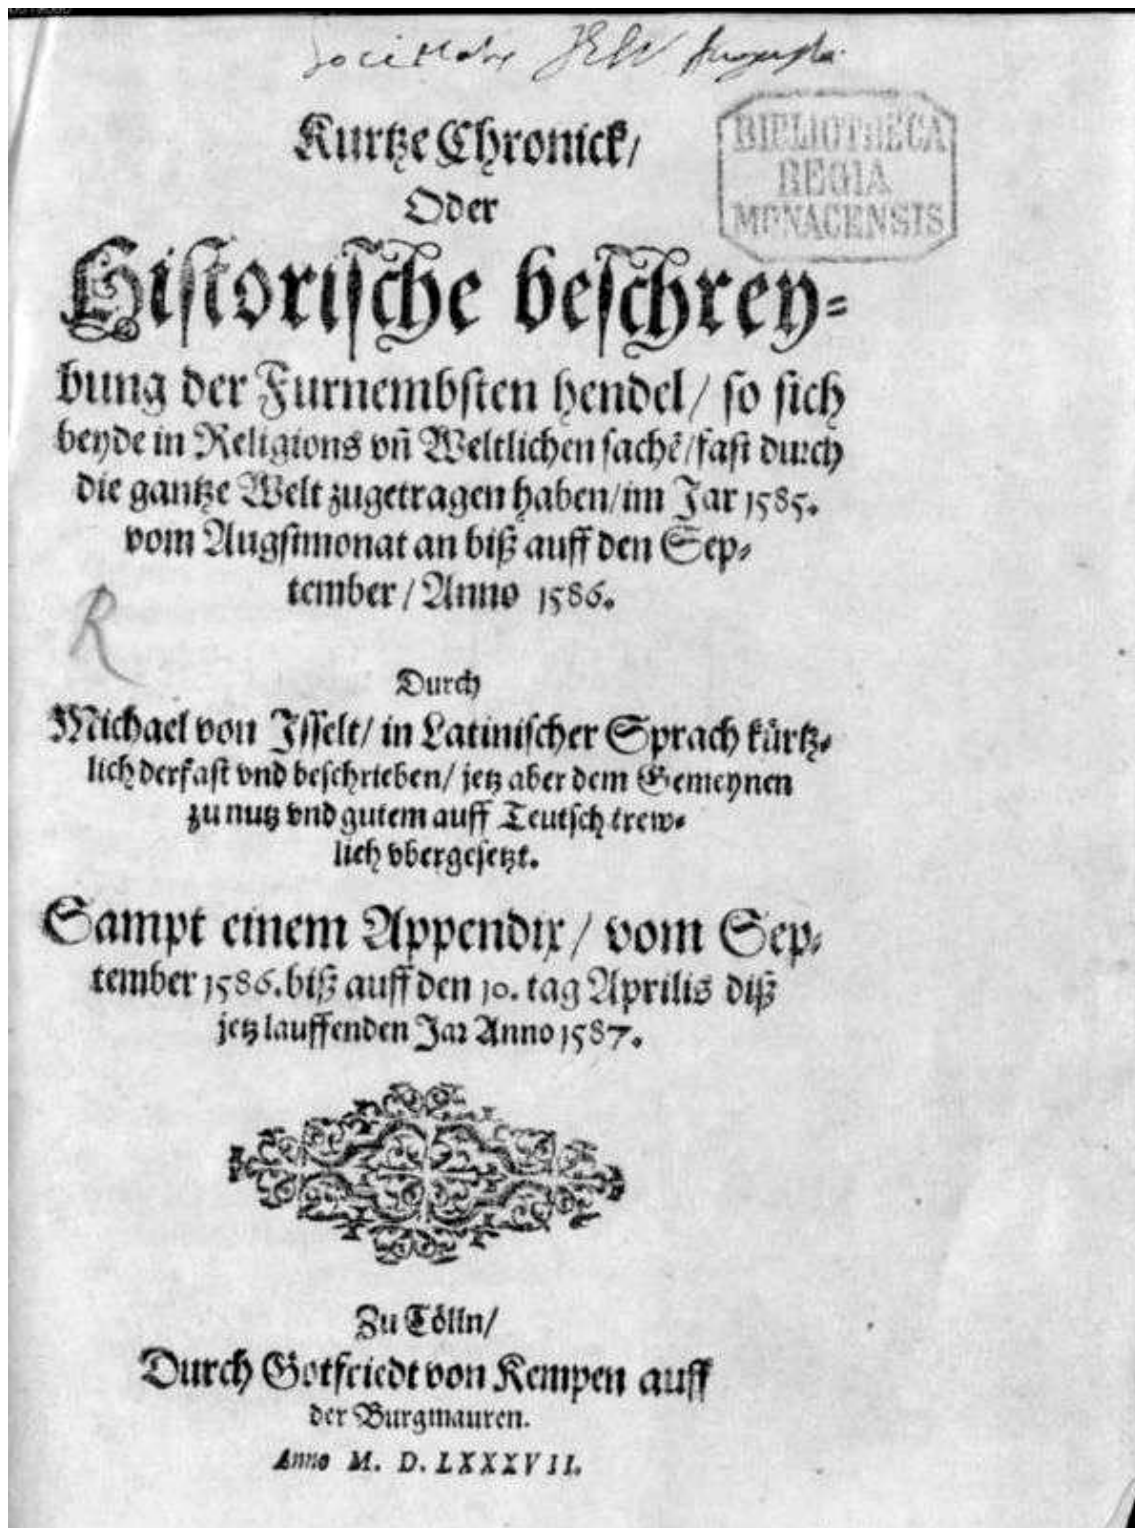 Societatis JESV Augustae
BIBLIOTHECA
REGIA
MONACENSIS
Kurtze Chronick/
Oder
Historische beschrey=
bung der Furnembsten hendel/ so sich
beyde in Religions vñ Weltlichen sachẽ/fast durch
die gantze Welt zugetragen haben/im Jar 1585.
vom Augstmonat an biß auff den Sep=
tember/ Anno 1586.
R
Durch
Michael von Isselt/ in Latinischer Sprach kürtz=
lich derfast vnd beschrieben/ jetz aber dem Gemeynen
zu nutz vnd gutem auff Teutsch trew=
lich vbergesetzt.
Sampt einem Appendix/ vom Sep=
tember 1586. biß auff den 10. tag Aprilis diß
jetz lauffenden Jar Anno 1587.
Zu Cölln/
Durch Gotfriedt von Kempen auff
der Burgmauren.
Anno M. D. LXXXVII.